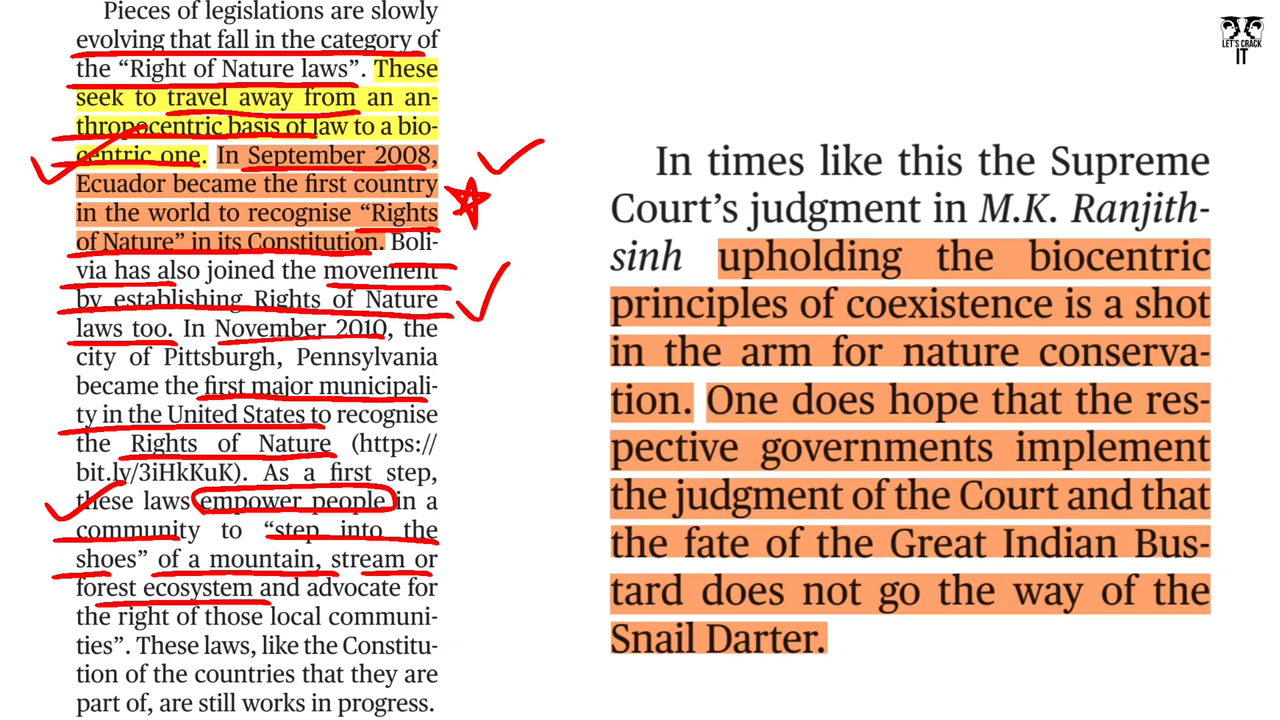 Pieces of legislations are slowly
evolving that fall in the category of
the “Right of Nature laws”. These
seek to travel away from an an-
thropocentric basis of law to a bio-
centric one. In September 2008,
Ecuador became the first country
in the world to recognise “Rights
of Nature” in its Constitution. Boli-
via has also joined the movement
by establishing Rights of Nature
laws too. In November 2010, the
city of Pittsburgh, Pennsylvania
became the first major municipali-
ty in the United States to recognise
the Rights of Nature (https://
bit.ly/3iHkKuK). As a first step,
these laws empower people in a
community to “step into the
shoes” of a mountain, stream or
forest ecosystem and advocate for
the right of those local communi-
ties”. These laws, like the Constitu-
tion of the countries that they are
part of, are still works in progress.
LET'S CRACK
IT
In times like this the Supreme
Court’s judgment in M.K. Ranjith-
sinh upholding the biocentric
principles of coexistence is a shot
in the arm for nature conserva-
tion. One does hope that the res-
pective governments implement
the judgment of the Court and that
the fate of the Great Indian Bus-
tard does not go the way of the
Snail Darter.